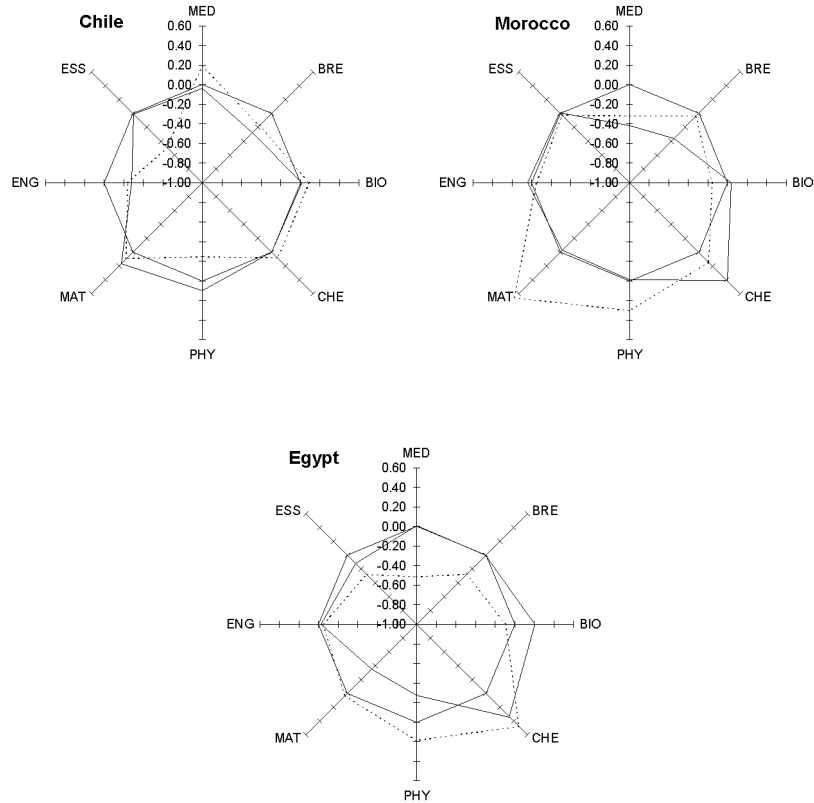 Chile
MED
0.60
0.40
0.20
0.00
-0.20
-0.40
-0.60
-0.80
-1.00
BRE
BIO
CHE
PHY
MAT
ENG
ESS
Morocco
MED
0.60
0.40
0.20
0.00
-0.20
-0.40
-0.60
-0.80
-1.00
BRE
BIO
CHE
PHY
MAT
ENG
ESS
Egypt
MED
0.60
0.40
0.20
0.00
-0.20
-0.40
-0.60
-0.80
-1.00
BRE
BIO
CHE
PHY
MAT
ENG
ESS